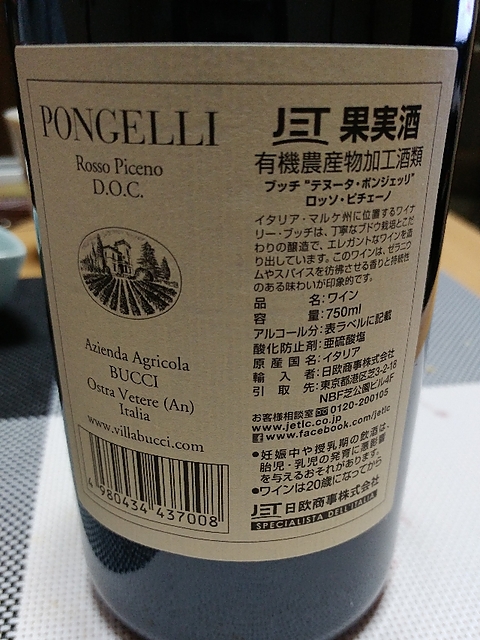 PONGELLI
Rosso Piceno
D.O.C.
Azienda Agricola
BUCCI
Ostra Vetere (An)
Italia
www.villabucci.com
4 980434 437008
JET 果実酒
有機農産物加工酒類
ブッチ "テヌータ・ポンジェッリ"
ロッソ・ピチェーノ
イタリア・マルケ州に位置するワイナ
リー・ブッチは、丁寧なブドウ栽培とこだ
わりの醸造で、エレガントなワインを造
り出しています。このワインは、ゼラニウ
ムやスパイスを彷彿させる香りと持続性
のある味わいが印象的です。
品 名:ワイン
容 量:750ml
アルコール分:表ラベルに記載
酸化防止剤:亜硫酸塩
原産国名:イタリア
輸入者:日欧商事株式会社
引取先:東京都港区芝3-2-18
NBF芝公園ビル4F
お客様相談室 0120-200105
www.jetlc.co.jp
f www.facebook.com/jetlc
●妊娠中や授乳期の飲酒は、
胎児・乳児の発育に悪影響
を与えるおそれがあります。
●ワインは20歳になってから
JET 日欧商事株式会社
SPECIALISTA DELL'ITALIA